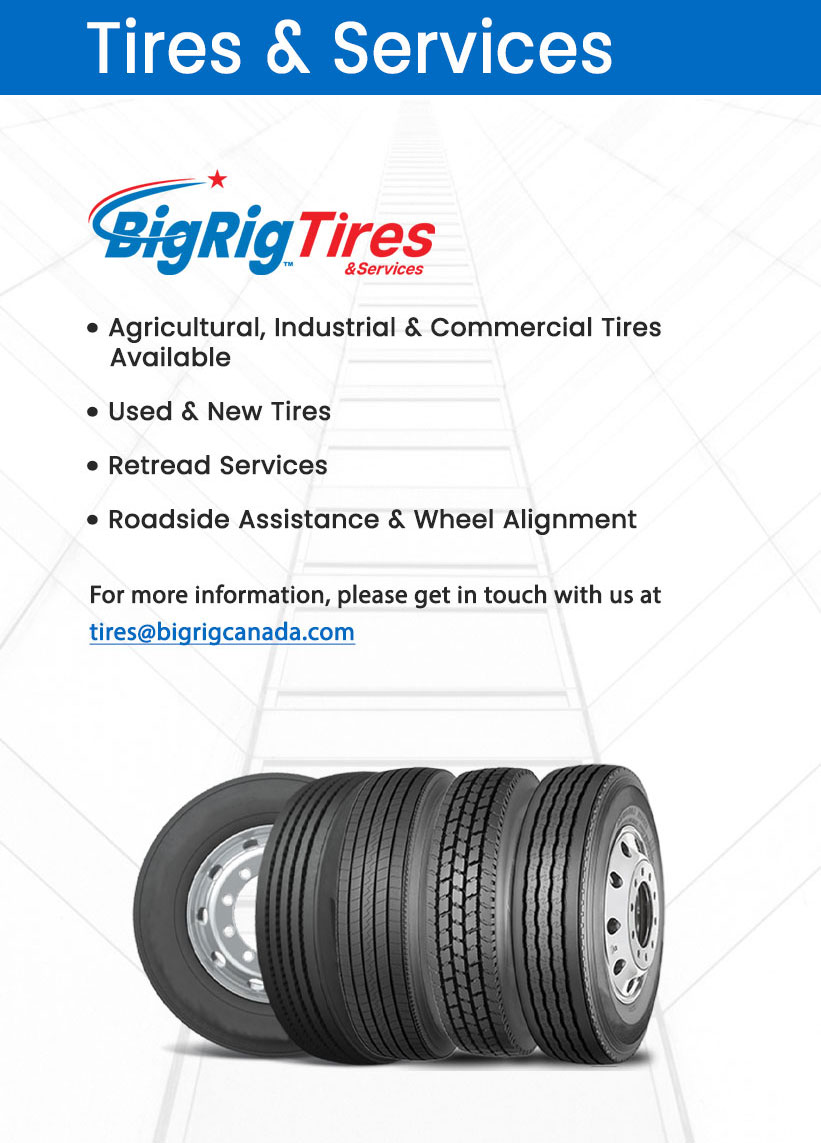 Tires & Services
BigRigTires
™
&Services
• Agricultural, Industrial & Commercial Tires
Available
• Used & New Tires
• Retread Services
• Roadside Assistance & Wheel Alignment
For more information, please get in touch with us at
tires@bigrigcanada.com